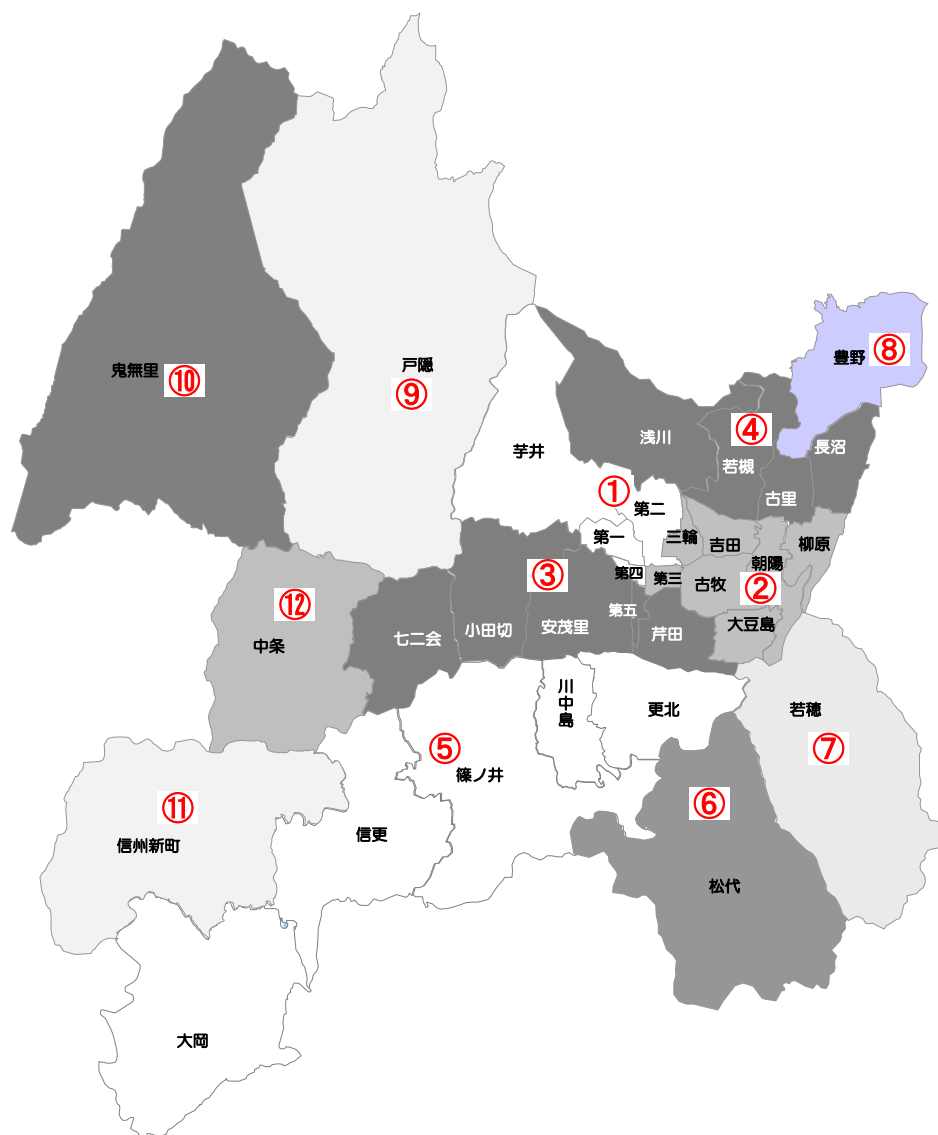 豊野
⑧
鬼無里
⑩
戸隠
⑨
④
浅川
若槻
長沼
古里
芋井
①
第二
第一
三輪
吉田
柳原
朝陽
③
第四
第三
古牧
②
第五
大豆島
⑫
中条
七二会
小田切
安茂里
芹田
川中島
更北
若穂
⑦
⑤
篠ノ井
⑪
信州新町
信更
⑥
松代
大岡